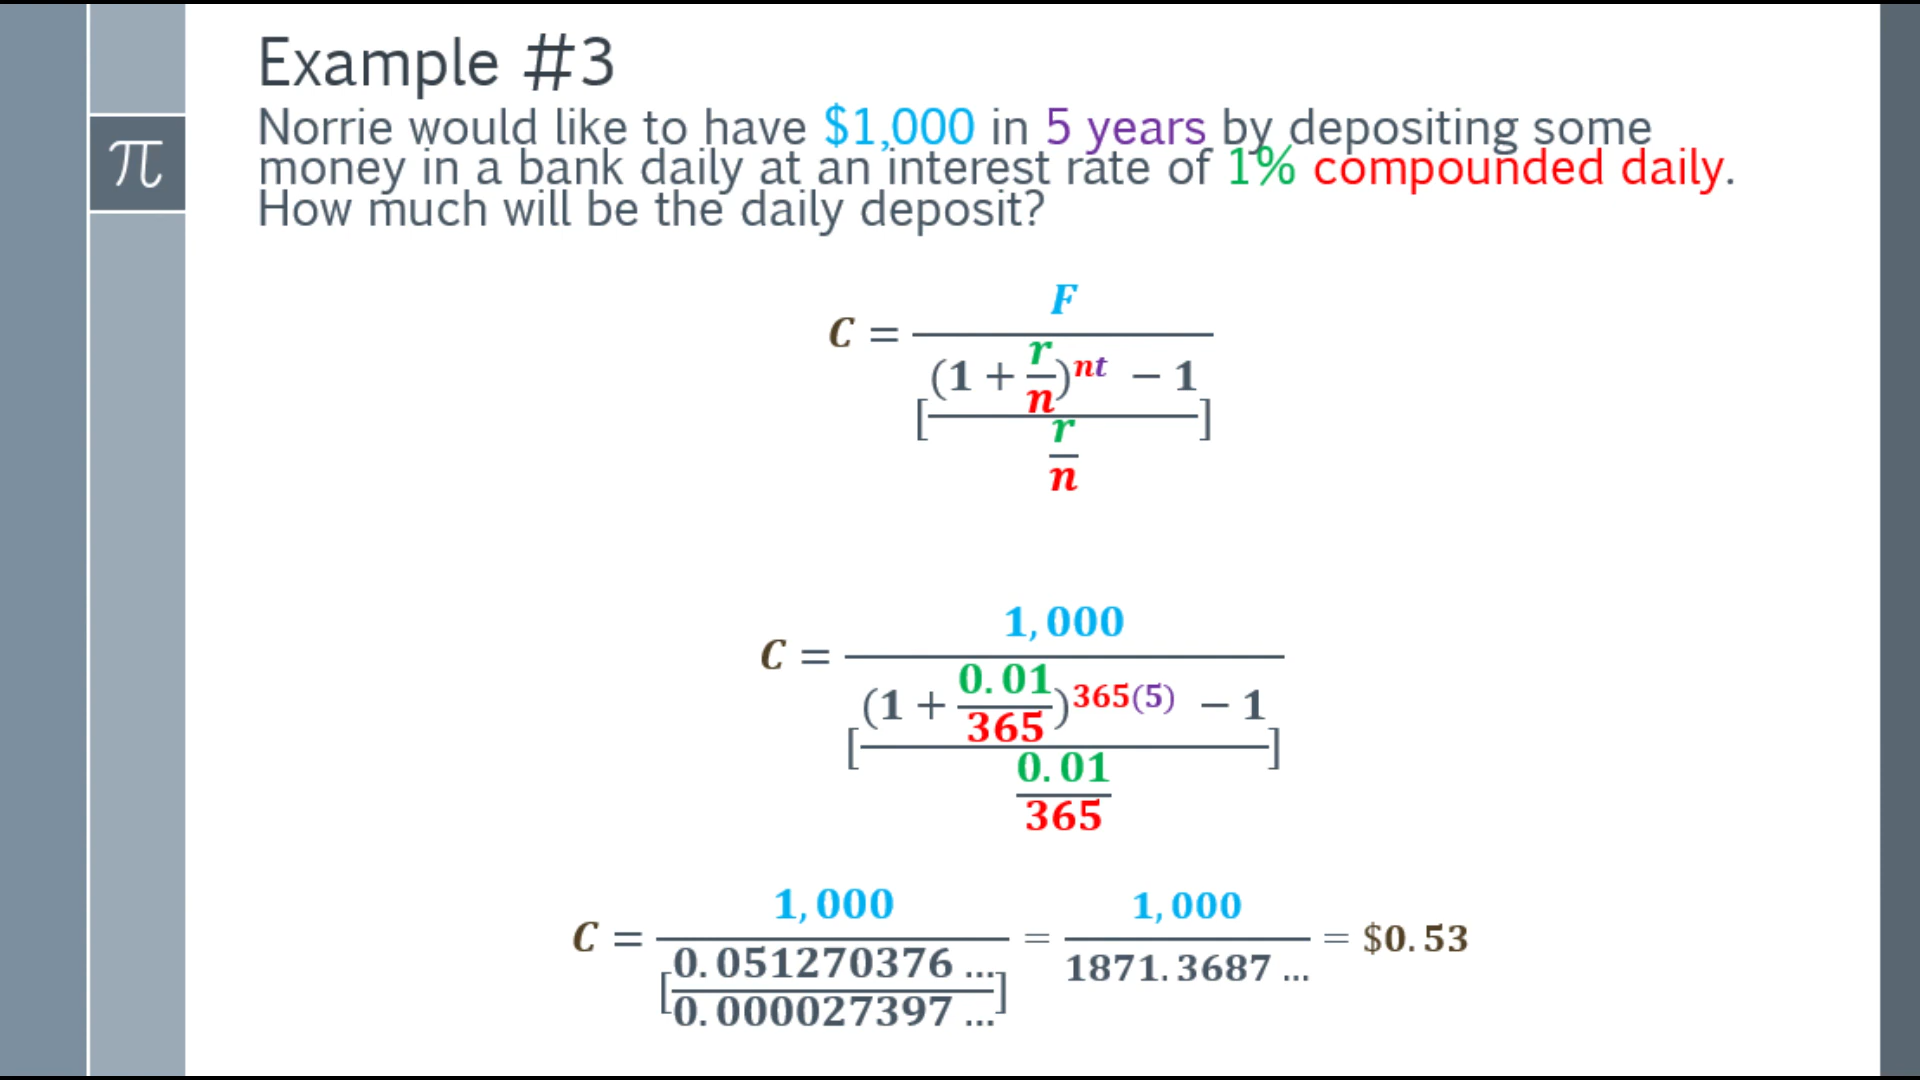 Example #3
Norrie would like to have $1,000 in 5 years by depositing some
π
money in a bank daily at an interest rate of 1% compounded daily.
How much will be the daily deposit?
F
C =
(1 + r/n)^nt − 1
[ ]
r
n
1,000
C =
(1 + 0.01/365)^365(5) − 1
[ ]
0.01
365
C = 1,000 / [0.051270376... / 0.000027397...] = 1,000 / 1871.3687... = $0.53